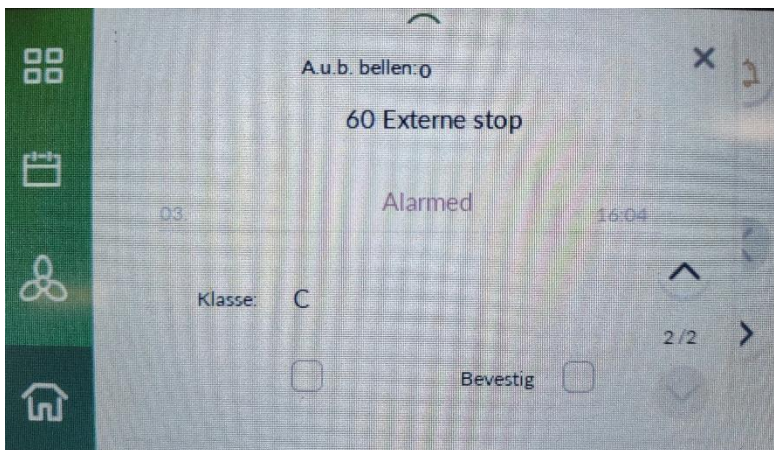 A.u.b. bellen:0
60 Externe stop
Alarmed
03. 16:04
Klasse: C
2/2
Bevestig